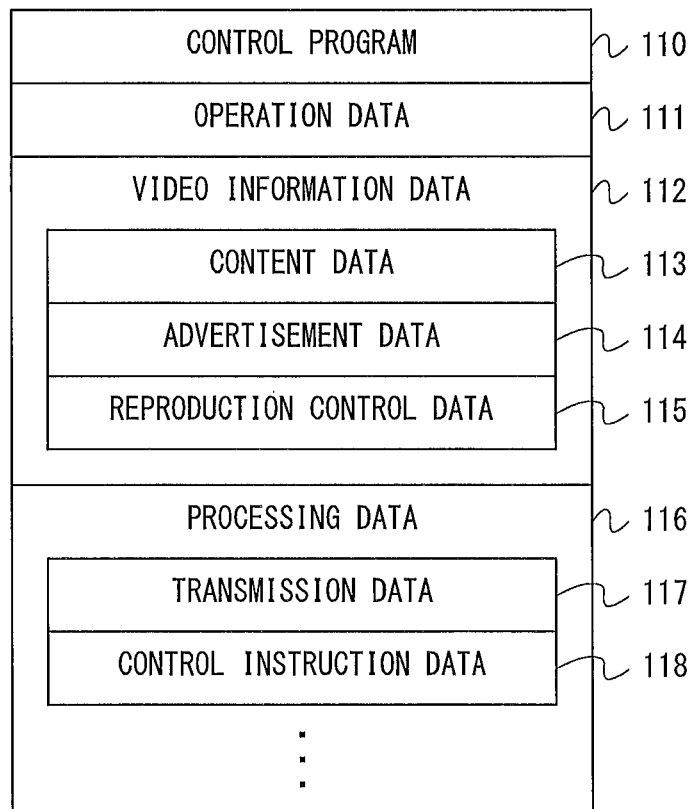 CONTROL PROGRAM 110
OPERATION DATA 111
VIDEO INFORMATION DATA 112
CONTENT DATA 113
ADVERTISEMENT DATA 114
REPRODUCTION CONTROL DATA 115
PROCESSING DATA 116
TRANSMISSION DATA 117
CONTROL INSTRUCTION DATA 118